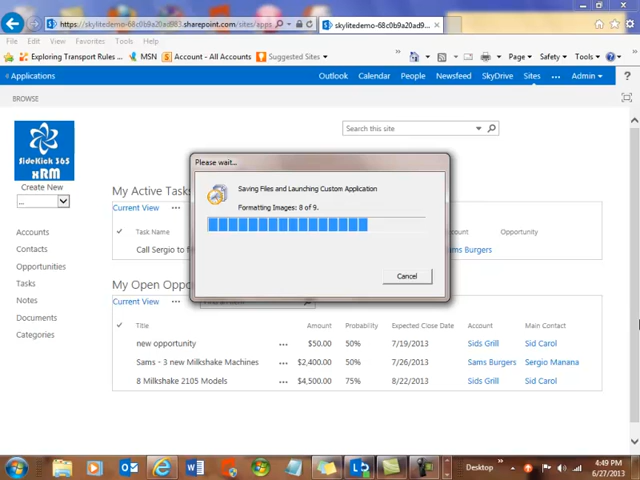 https://skylitedemo-68c0b9a20ad983.sharepoint.com/sites/apps
skylitedemo-68c0b9a20ad9...
File Edit View Favorites Tools Help
Exploring Transport Rules ... MSN Account - All Accounts Suggested Sites
Page Safety Tools
Applications Outlook Calendar People Newsfeed SkyDrive Sites ... Admin ?
BROWSE
Search this site
SideKick 365
xRM
Create New
...
Accounts
Contacts
Opportunities
Tasks
Notes
Documents
Categories
My Active Tasks
Current View ...
Task Name Account Opportunity
Call Sergio to Sams Burgers
Please wait...
Saving Files and Launching Custom Application
Formatting Images: 8 of 9.
Cancel
My Open Oppo
Current View ...
Title Amount Probability Expected Close Date Account Main Contact
new opportunity ... $50.00 50% 7/19/2013 Sids Grill Sid Carol
Sams - 3 new Milkshake Machines ... $2,400.00 50% 7/26/2013 Sams Burgers Sergio Manana
8 Milkshake 2105 Models ... $4,500.00 75% 8/22/2013 Sids Grill Sid Carol
Desktop
4:49 PM
6/27/2013